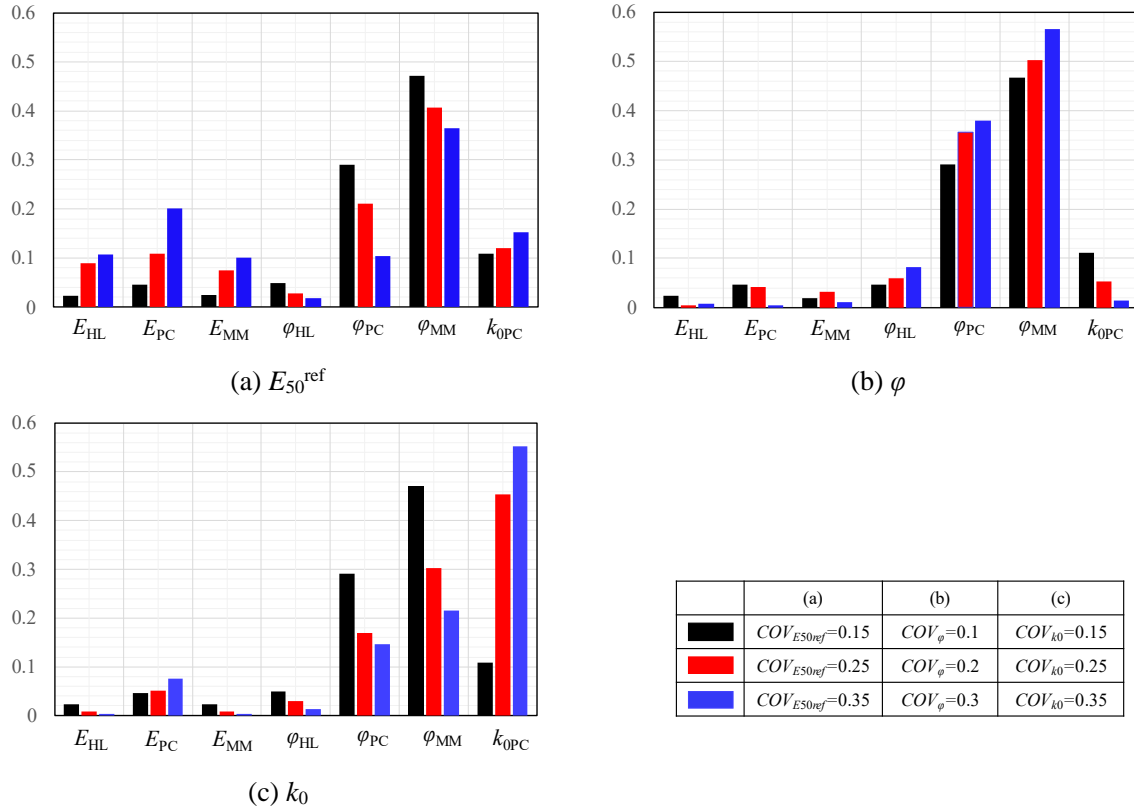 0.6
0.5
0.4
0.3
0.2
0.1
0
E_HL E_PC E_MM φ_HL φ_PC φ_MM k_0PC
(a) E_50^ref
0.6
0.5
0.4
0.3
0.2
0.1
0
E_HL E_PC E_MM φ_HL φ_PC φ_MM k_0PC
(b) φ
0.6
0.5
0.4
0.3
0.2
0.1
0
E_HL E_PC E_MM φ_HL φ_PC φ_MM k_0PC
(c) k_0
(a) (b) (c)
COV_E50ref=0.15 COV_φ=0.1 COV_k0=0.15
COV_E50ref=0.25 COV_φ=0.2 COV_k0=0.25
COV_E50ref=0.35 COV_φ=0.3 COV_k0=0.35